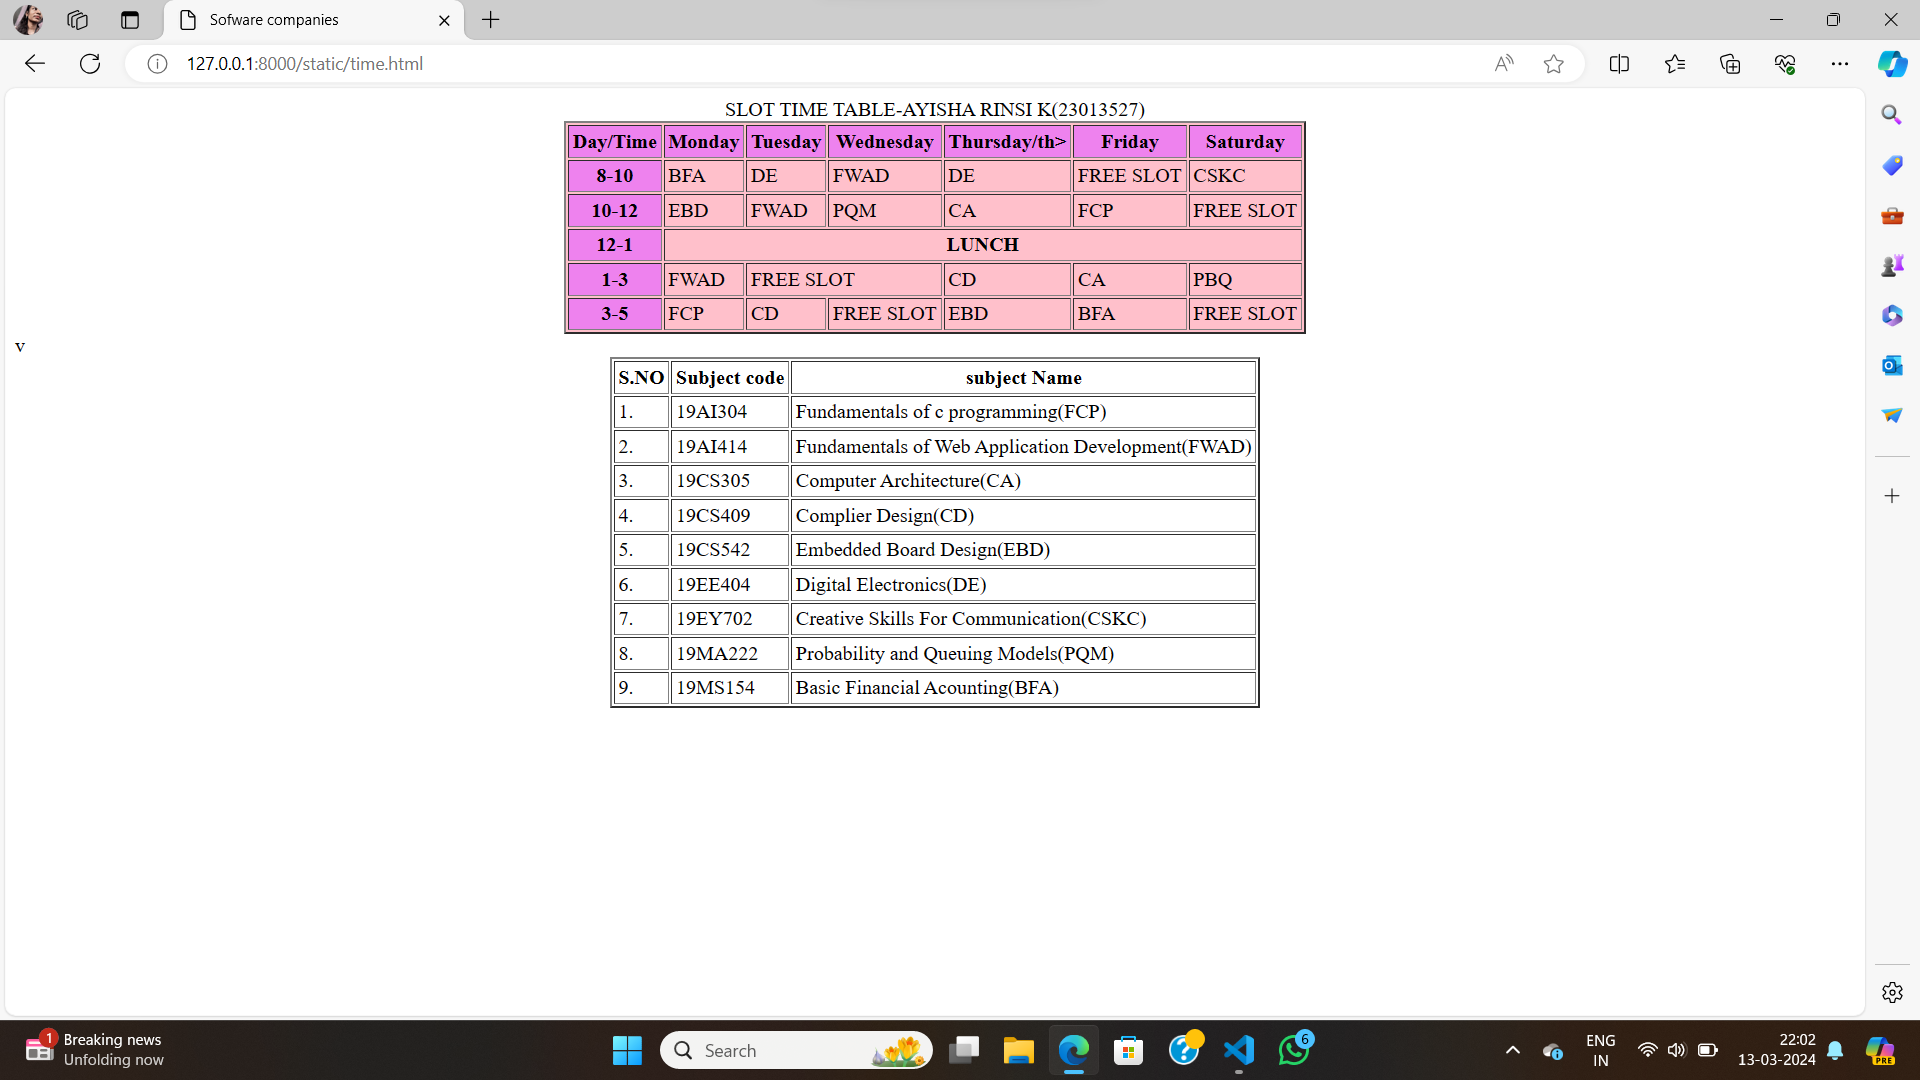 Sofware companies
127.0.0.1:8000/static/time.html
SLOT TIME TABLE-AYISHA RINSI K(23013527)
Day/Time Monday Tuesday Wednesday Thursday/th> Friday Saturday
8-10 BFA DE FWAD DE FREE SLOT CSKC
10-12 EBD FWAD PQM CA FCP FREE SLOT
12-1 LUNCH
1-3 FWAD FREE SLOT CD CA PBQ
3-5 FCP CD FREE SLOT EBD BFA FREE SLOT
v
S.NO Subject code subject Name
1. 19AI304 Fundamentals of c programming(FCP)
2. 19AI414 Fundamentals of Web Application Development(FWAD)
3. 19CS305 Computer Architecture(CA)
4. 19CS409 Complier Design(CD)
5. 19CS542 Embedded Board Design(EBD)
6. 19EE404 Digital Electronics(DE)
7. 19EY702 Creative Skills For Communication(CSKC)
8. 19MA222 Probability and Queuing Models(PQM)
9. 19MS154 Basic Financial Acounting(BFA)
1 Breaking news
Unfolding now
Search
6
ENG
IN
22:02
13-03-2024
PRE